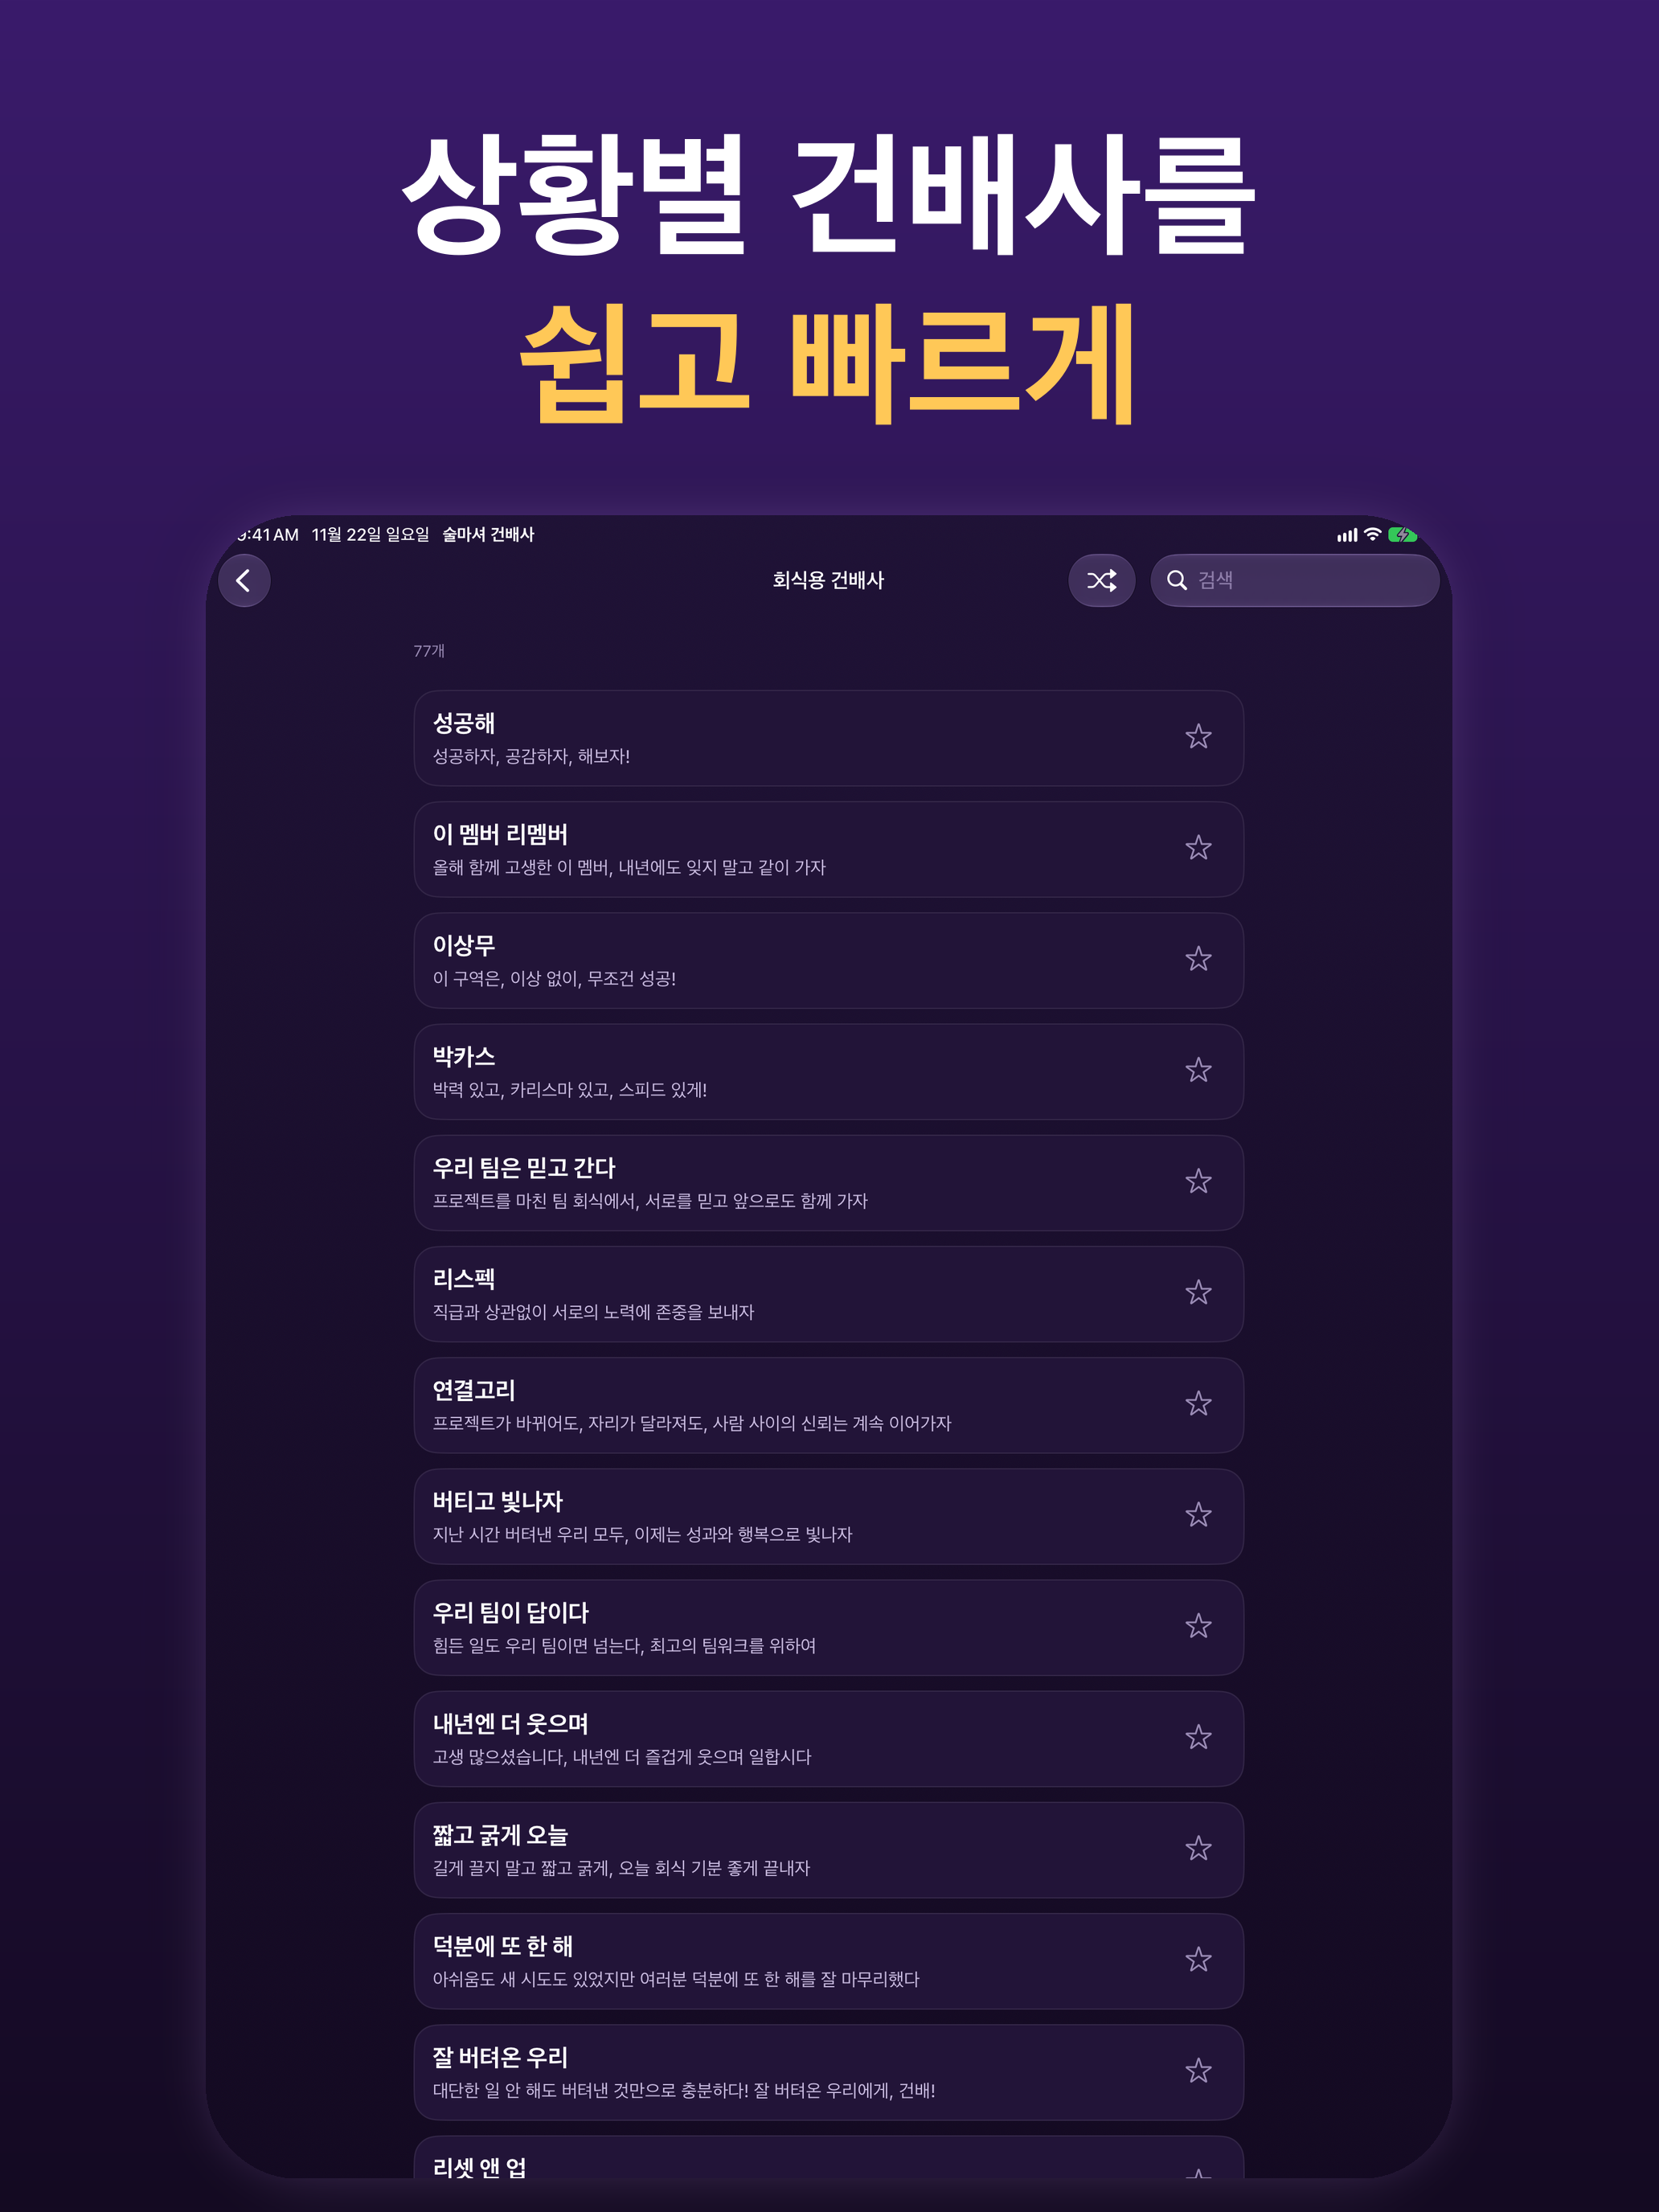 상황별 건배사를
쉽고 빠르게
9:41 AM 11월 22일 일요일 술마셔 건배사
회식용 건배사
검색
77개
성공해
성공하자, 공감하자, 해보자!
이 멤버 리멤버
올해 함께 고생한 이 멤버, 내년에도 잊지 말고 같이 가자
이상무
이 구역은, 이상 없이, 무조건 성공!
박카스
박력 있고, 카리스마 있고, 스피드 있게!
우리 팀은 믿고 간다
프로젝트를 마친 팀 회식에서, 서로를 믿고 앞으로도 함께 가자
리스펙
직급과 상관없이 서로의 노력에 존중을 보내자
연결고리
프로젝트가 바뀌어도, 자리가 달라져도, 사람 사이의 신뢰는 계속 이어가자
버티고 빛나자
지난 시간 버텨낸 우리 모두, 이제는 성과와 행복으로 빛나자
우리 팀이 답이다
힘든 일도 우리 팀이면 넘는다, 최고의 팀워크를 위하여
내년엔 더 웃으며
고생 많으셨습니다, 내년엔 더 즐겁게 웃으며 일합시다
짧고 굵게 오늘
길게 끌지 말고 짧고 굵게, 오늘 회식 기분 좋게 끝내자
덕분에 또 한 해
아쉬움도 새 시도도 있었지만 여러분 덕분에 또 한 해를 잘 마무리했다
잘 버텨온 우리
대단한 일 안 해도 버텨낸 것만으로 충분하다! 잘 버텨온 우리에게, 건배!
리셋 앤 업